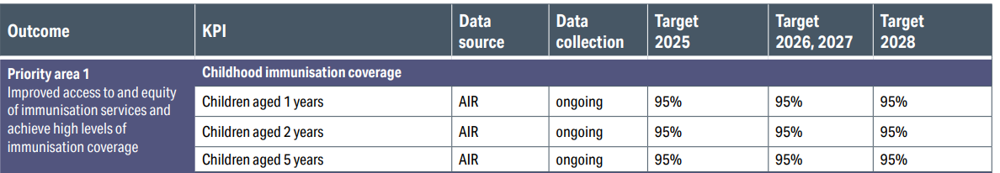 Outcome KPI Data source Data collection Target 2025 Target 2026, 2027 Target 2028
Priority area 1
Improved access to and equity
of immunisation services and
achieve high levels of
immunisation coverage
Childhood immunisation coverage
Children aged 1 years AIR ongoing 95% 95% 95%
Children aged 2 years AIR ongoing 95% 95% 95%
Children aged 5 years AIR ongoing 95% 95% 95%